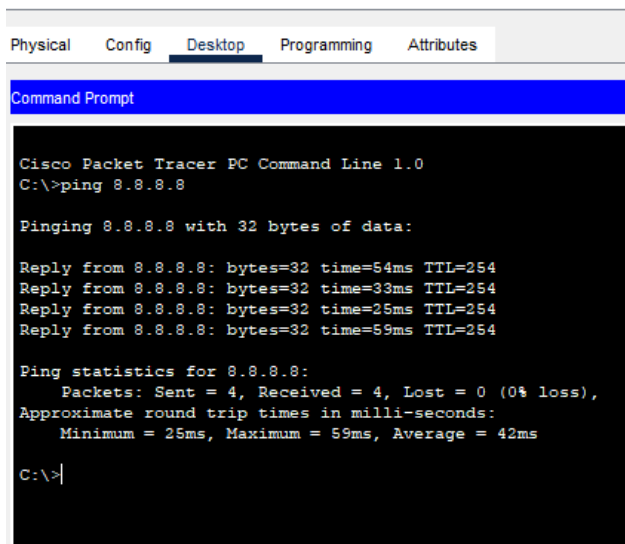 Physical Config Desktop Programming Attributes
Command Prompt
Cisco Packet Tracer PC Command Line 1.0
C:\>ping 8.8.8.8
Pinging 8.8.8.8 with 32 bytes of data:
Reply from 8.8.8.8: bytes=32 time=54ms TTL=254
Reply from 8.8.8.8: bytes=32 time=33ms TTL=254
Reply from 8.8.8.8: bytes=32 time=25ms TTL=254
Reply from 8.8.8.8: bytes=32 time=59ms TTL=254
Ping statistics for 8.8.8.8:
Packets: Sent = 4, Received = 4, Lost = 0 (0% loss),
Approximate round trip times in milli-seconds:
Minimum = 25ms, Maximum = 59ms, Average = 42ms
C:\>